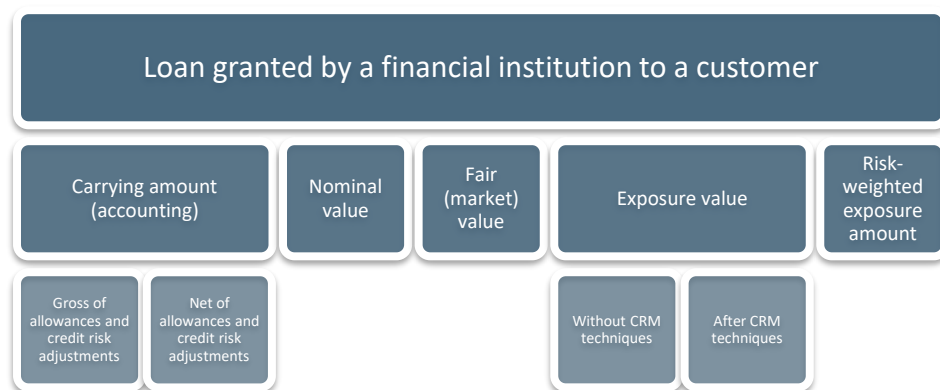 Loan granted by a financial institution to a customer
Carrying amount
(accounting)
Nominal
value
Fair
(market)
value
Exposure value
Risk-
weighted
exposure
amount
Gross of
allowances and
credit risk
adjustments
Net of
allowances and
credit risk
adjustments
Without CRM
techniques
After CRM
techniques